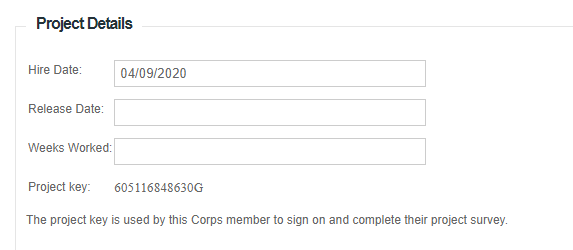 Project Details
Hire Date: 04/09/2020
Release Date:
Weeks Worked:
Project key: 605116848630G
The project key is used by this Corps member to sign on and complete their project survey.